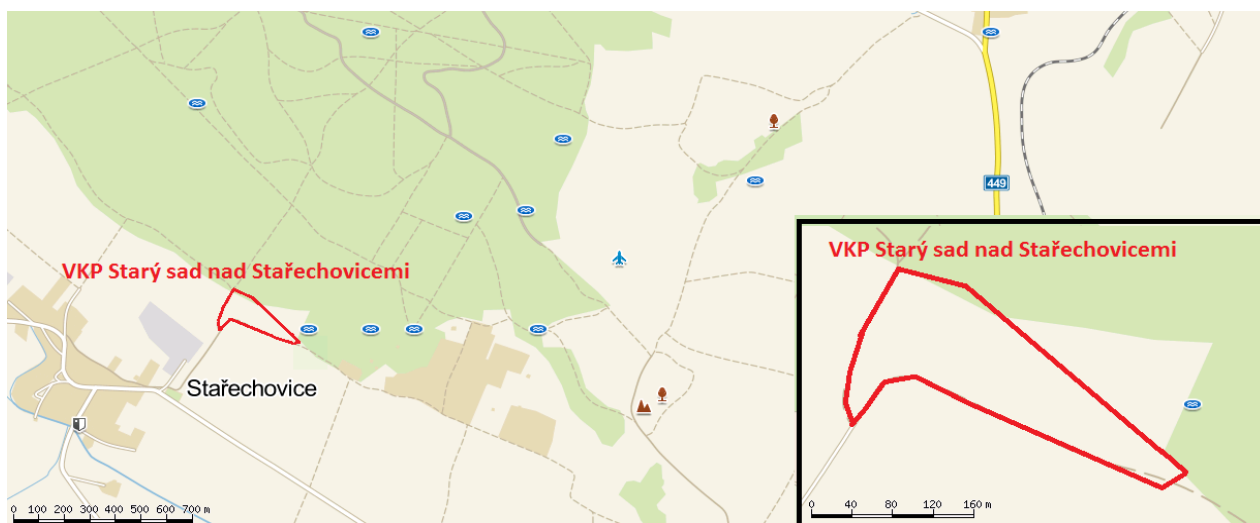 449
VKP Starý sad nad Stařechovicemi
VKP Starý sad nad Stařechovicemi
Stařechovice
0 100 200 300 400 500 600 700 m
0 40 80 120 160 m